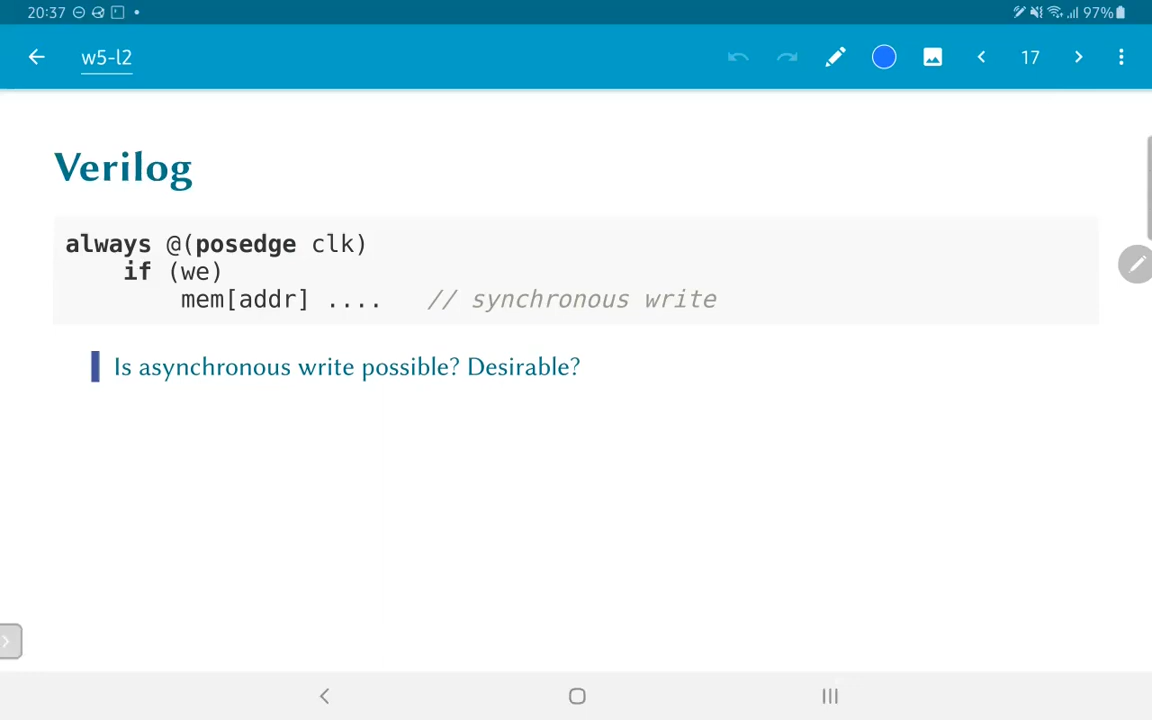 20:37 97%
w5-l2 17
Verilog
always @(posedge clk)
if (we)
mem[addr] .... // synchronous write
Is asynchronous write possible? Desirable?